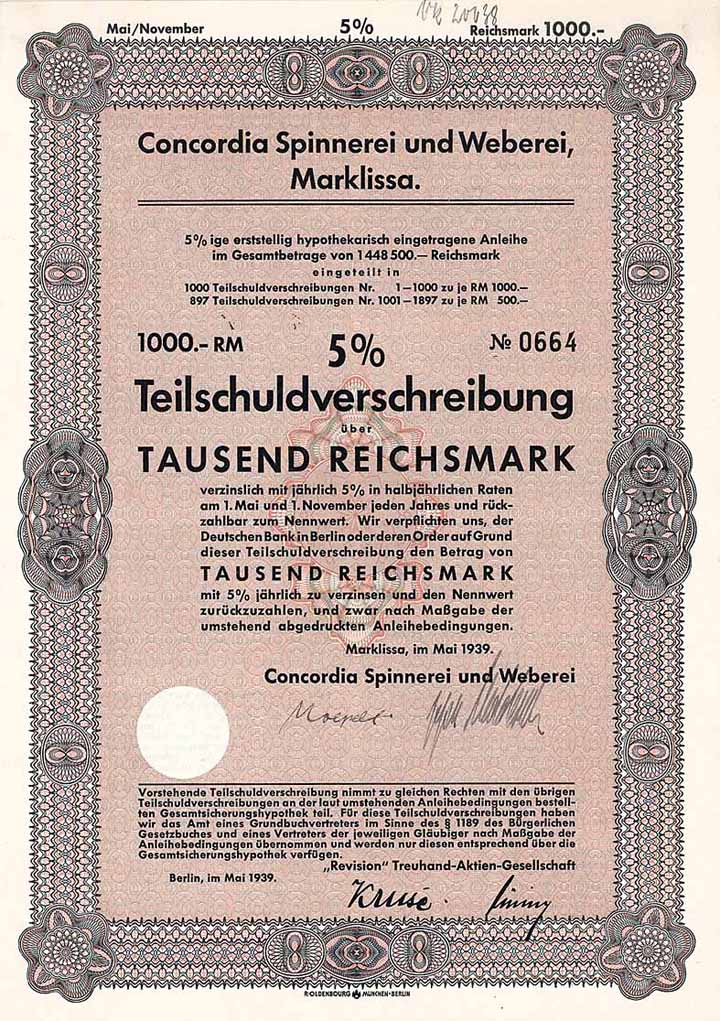 Mai/November 5% Reichsmark 1000.-
Concordia Spinnerei und Weberei,
Marklissa.
5% ige erststellig hypothekarisch eingetragene Anleihe
im Gesamtbetrage von 1 448 500.— Reichsmark
eingeteilt in
1000 Teilschuldverschreibungen Nr. 1—1000 zu je RM 1000.—
897 Teilschuldverschreibungen Nr. 1001—1897 zu je RM 500.—
1000.- RM 5% № 0664
Teilschuldverschreibung
über
TAUSEND REICHSMARK
verzinslich mit jährlich 5% in halbjährlichen Raten
am 1. Mai und 1. November jeden Jahres und rück-
zahlbar zum Nennwert. Wir verpflichten uns, der
Deutschen Bank in Berlin oder deren Order auf Grund
dieser Teilschuldverschreibung den Betrag von
TAUSEND REICHSMARK
mit 5% jährlich zu verzinsen und den Nennwert
zurückzuzahlen, und zwar nach Maßgabe der
umstehend abgedruckten Anleihebedingungen.
Marklissa, im Mai 1939.
Concordia Spinnerei und Weberei
Vorstehende Teilschuldverschreibung nimmt zu gleichen Rechten mit den übrigen
Teilschuldverschreibungen an der laut umstehenden Anleihebedingungen bestell-
ten Gesamtsicherungshypothek teil. Für diese Teilschuldverschreibungen haben
wir das Amt eines Grundbuchvertreters im Sinne des § 1189 des Bürgerlichen
Gesetzbuches und eines Vertreters der jeweiligen Gläubiger nach Maßgabe der
Anleihebedingungen übernommen und werden nur diesen entsprechend über die
Gesamtsicherungshypothek verfügen.
„Revision" Treuhand-Aktien-Gesellschaft
Berlin, im Mai 1939.
Kruse.
R·OLDENBOURG MÜNCHEN·BERLIN